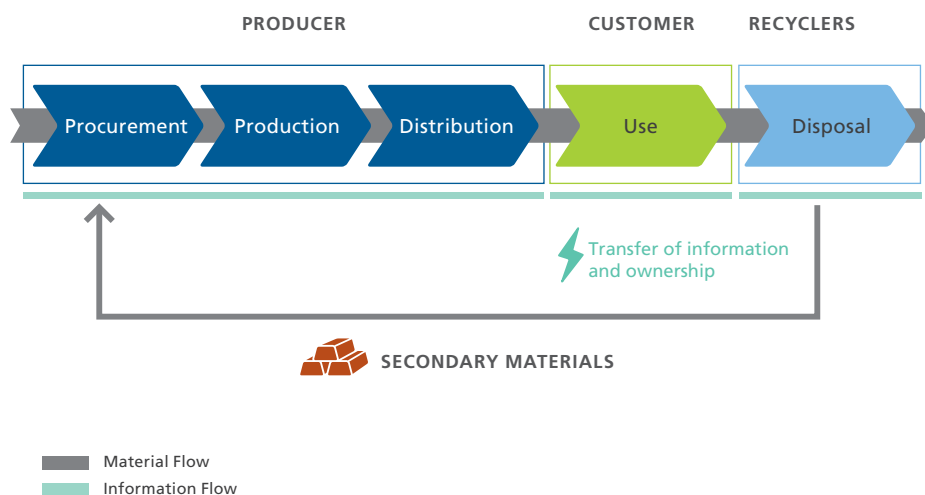 PRODUCER
CUSTOMER
RECYCLERS
Procurement
Production
Distribution
Use
Disposal
Transfer of information
and ownership
SECONDARY MATERIALS
Material Flow
Information Flow